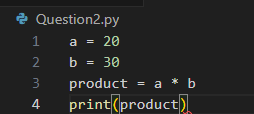 Question2.py
1 a = 20
2 b = 30
3 product = a * b
4 print(product)